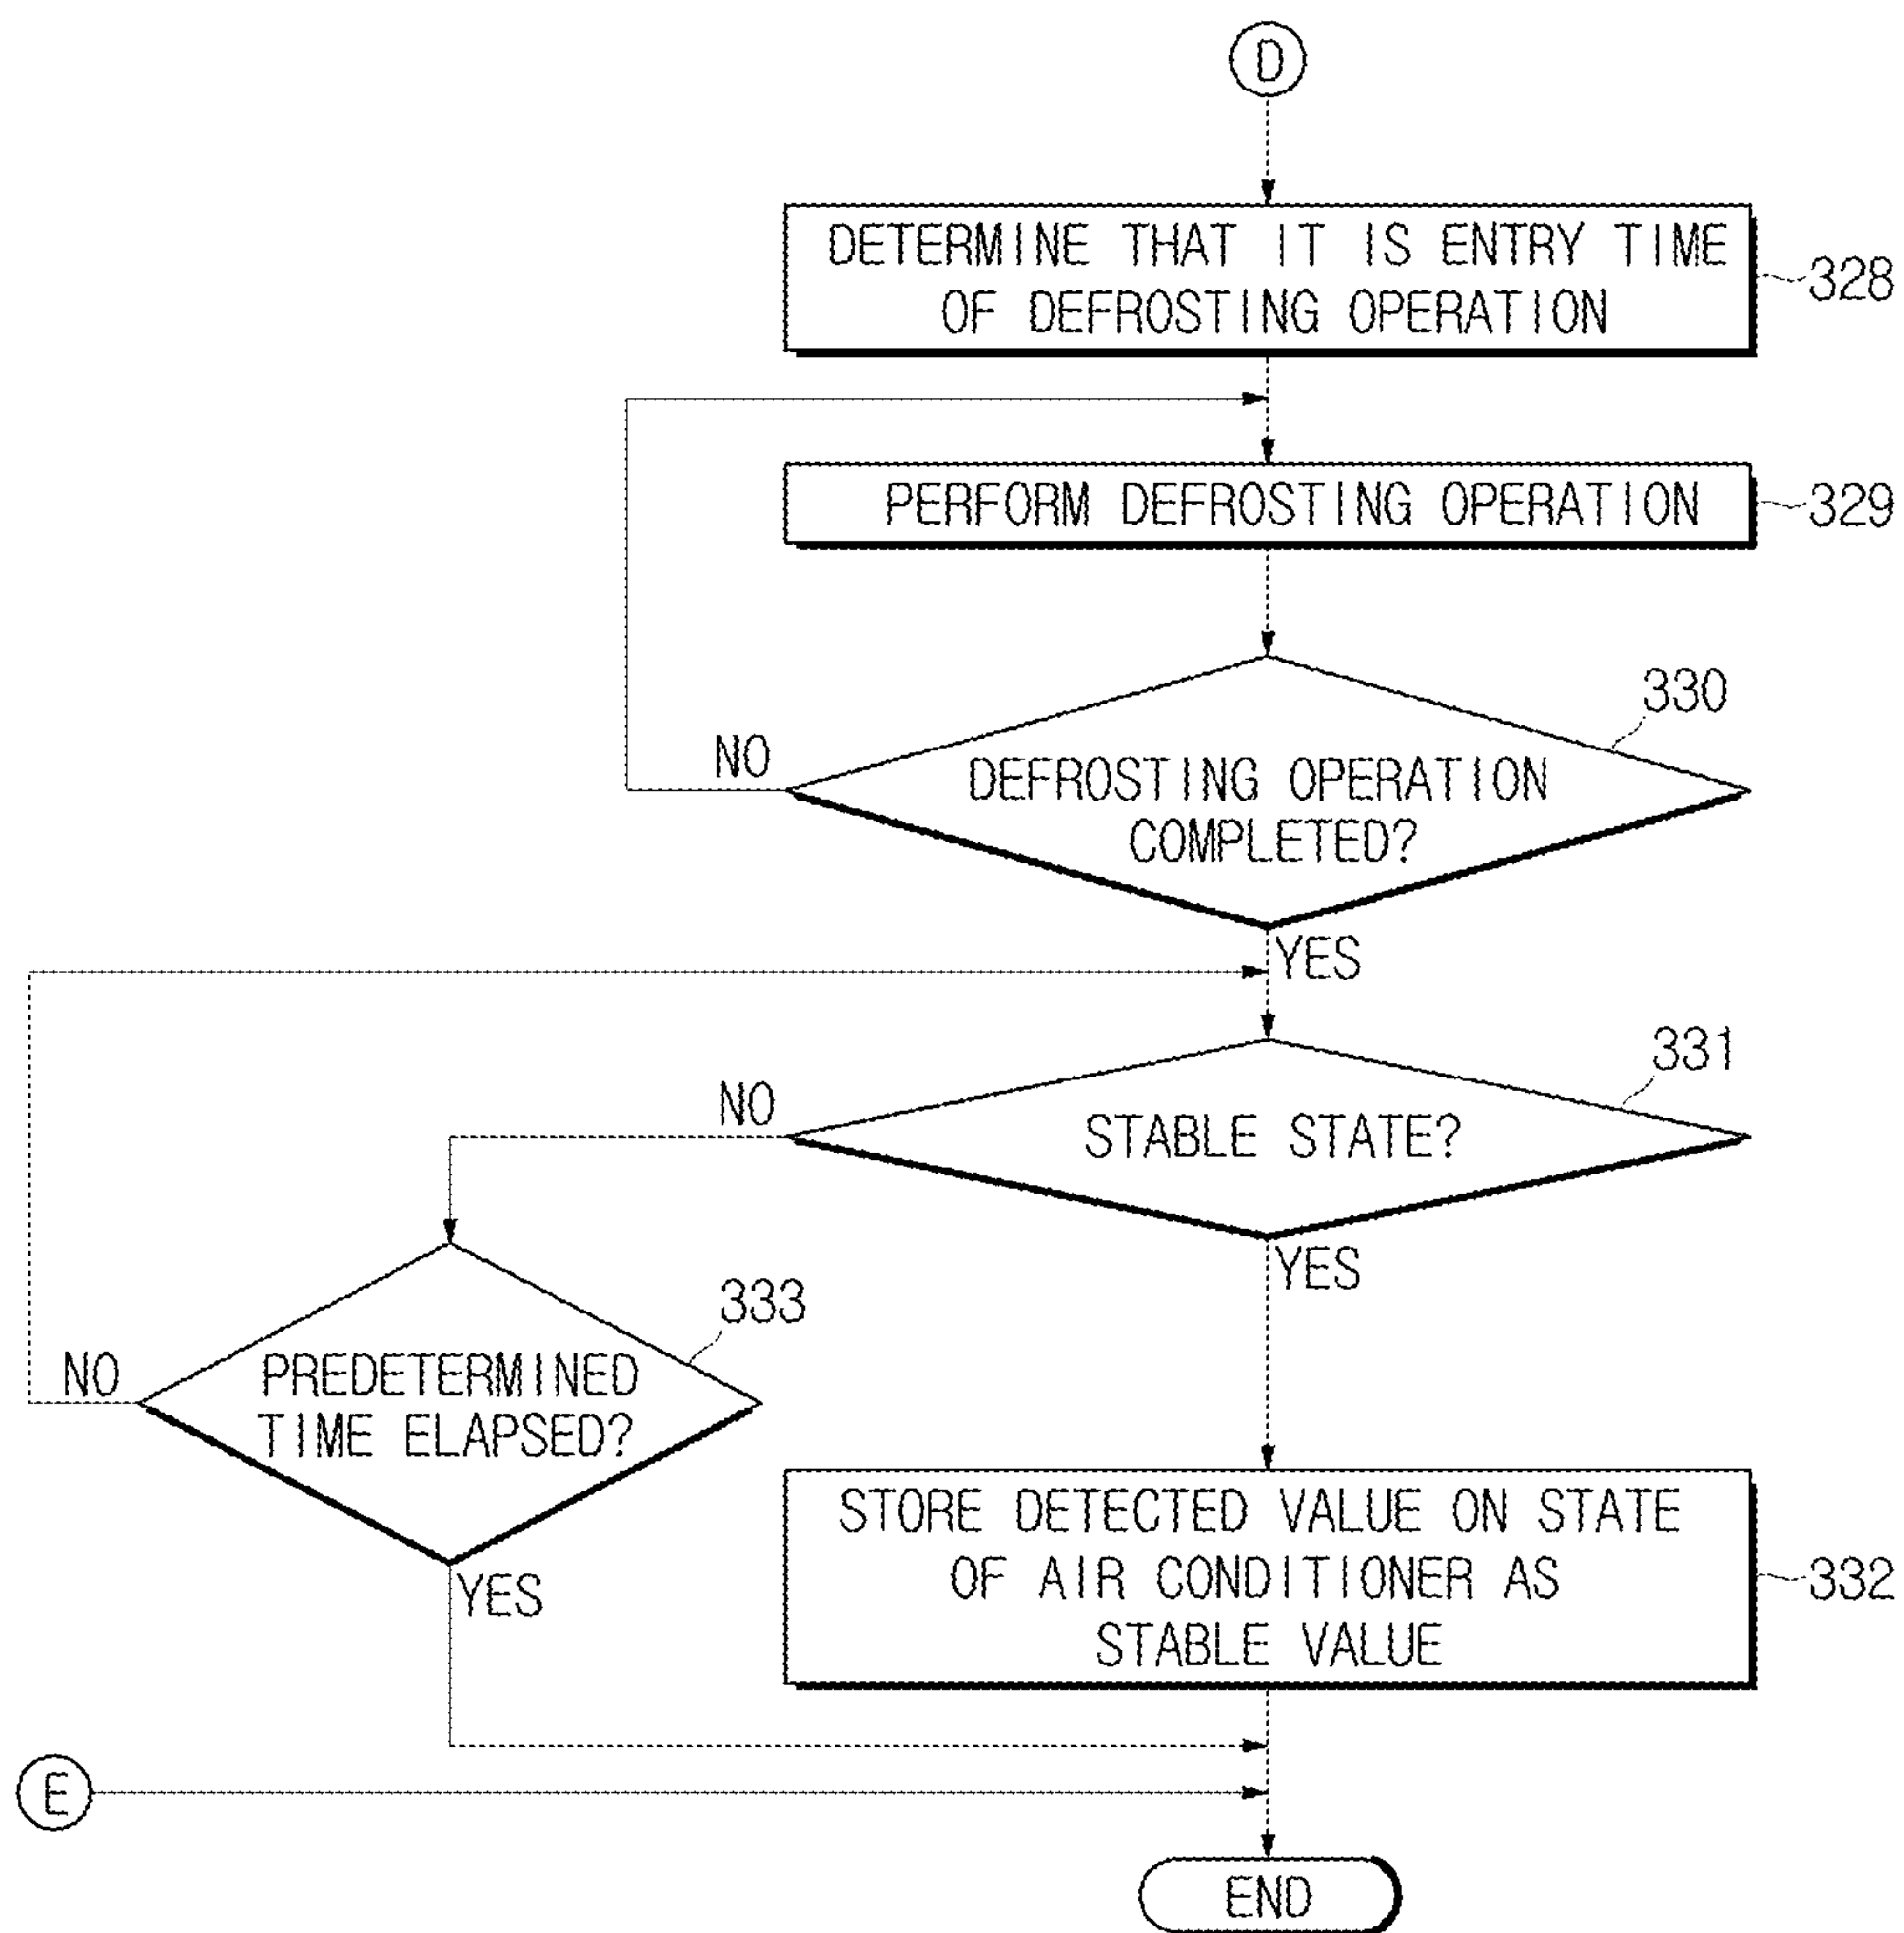 D
DETERMINE THAT IT IS ENTRY TIME
OF DEFROSTING OPERATION
328
PERFORM DEFROSTING OPERATION
329
330
NO
DEFROSTING OPERATION
COMPLETED?
YES
331
NO
STABLE STATE?
YES
333
NO
PREDETERMINED
TIME ELAPSED?
YES
STORE DETECTED VALUE ON STATE
OF AIR CONDITIONER AS
STABLE VALUE
332
E
END